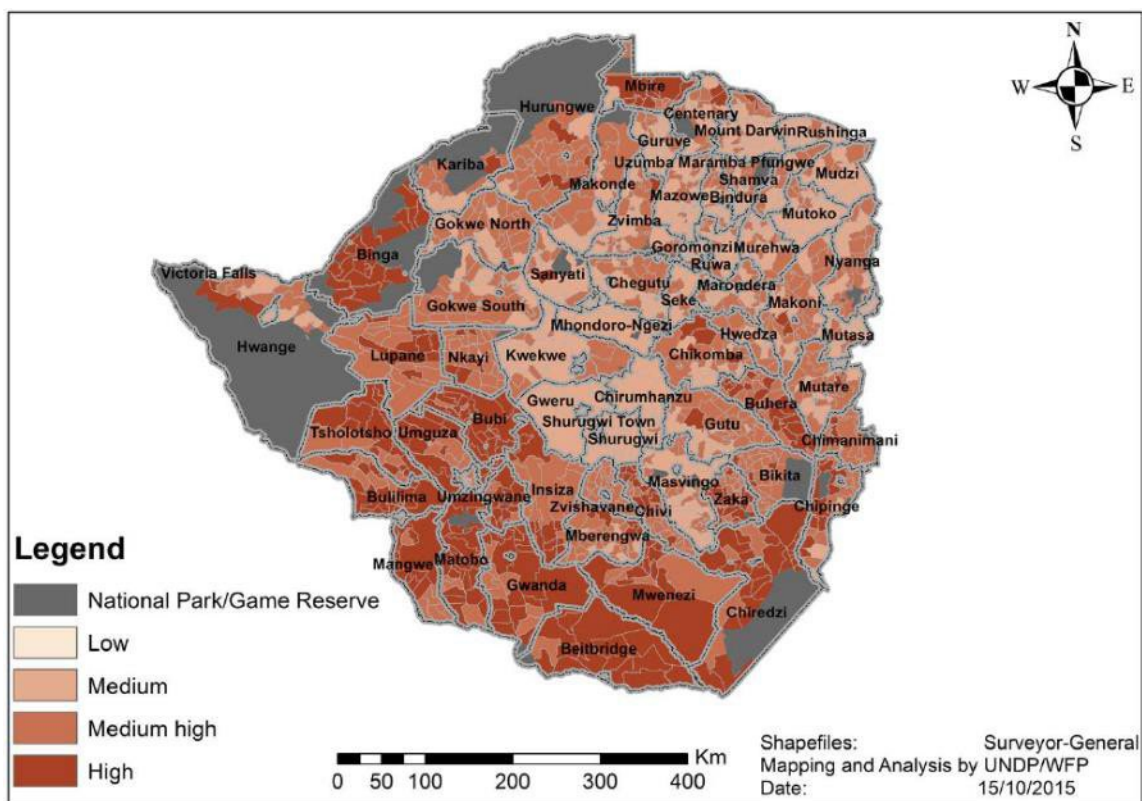 N
W E
S
Mbire
Hurungwe
Centenary
Mount Darwin
Rushinga
Guruve
Kariba
Uzumba Maramba Pfungwe
Shamva
Mudzi
Makonde
Mazowe
Bindura
Mutoko
Zvimba
Gokwe North
Binga
Goromonzi
Murehwa
Ruwa
Nyanga
Victoria Falls
Sanyati
Chegutu
Marondera
Seke
Makoni
Gokwe South
Mhondoro-Ngezi
Hwedza
Mutasa
Hwange
Lupane
Nkayi
Kwekwe
Chikomba
Mutare
Gweru
Chirumhanzu
Buhera
Shurugwi Town
Gutu
Tsholotsho
Umguza
Bubi
Shurugwi
Chimanimani
Bikita
Masvingo
Bulilima
Umzingwane
Insiza
Zvishavane
Chivi
Zaka
Chipinge
Mberengwa
Mangwe
Matobo
Gwanda
Mwenezi
Chiredzi
Beitbridge
Legend
National Park/Game Reserve
Low
Medium
Medium high
High
Km
0 50 100 200 300 400
Shapefiles: Surveyor-General
Mapping and Analysis by UNDP/WFP
Date: 15/10/2015